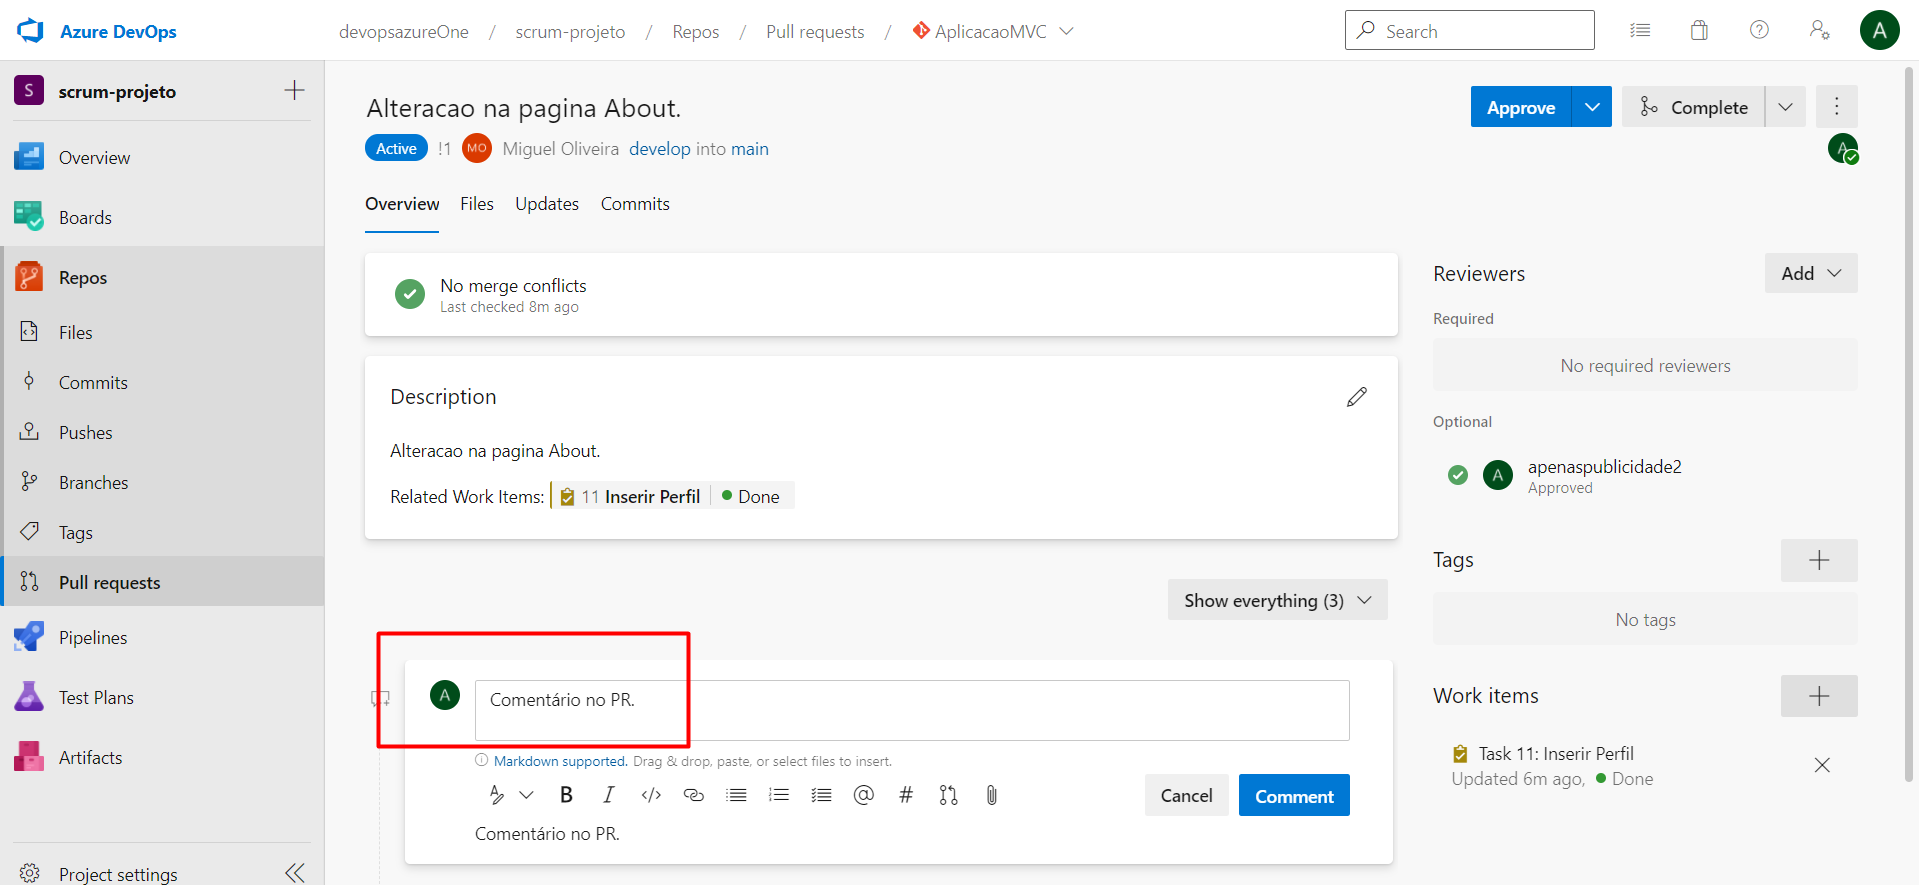 Azure DevOps
devopsazureOne / scrum-projeto / Repos / Pull requests / AplicacaoMVC
Search
A
S scrum-projeto
Overview
Boards
Repos
Files
Commits
Pushes
Branches
Tags
Pull requests
Pipelines
Test Plans
Artifacts
Project settings
Alteracao na pagina About.
Approve
Complete
Active !1 MO Miguel Oliveira develop into main
A
Overview Files Updates Commits
No merge conflicts
Last checked 8m ago
Description
Alteracao na pagina About.
Related Work Items: 11 Inserir Perfil Done
Show everything (3)
A
Comentário no PR.
Markdown supported. Drag & drop, paste, or select files to insert.
B I </> @ #
Cancel
Comment
Comentário no PR.
Reviewers
Add
Required
No required reviewers
Optional
A
apenaspublicidade2
Approved
Tags
No tags
Work items
Task 11: Inserir Perfil
Updated 6m ago, Done